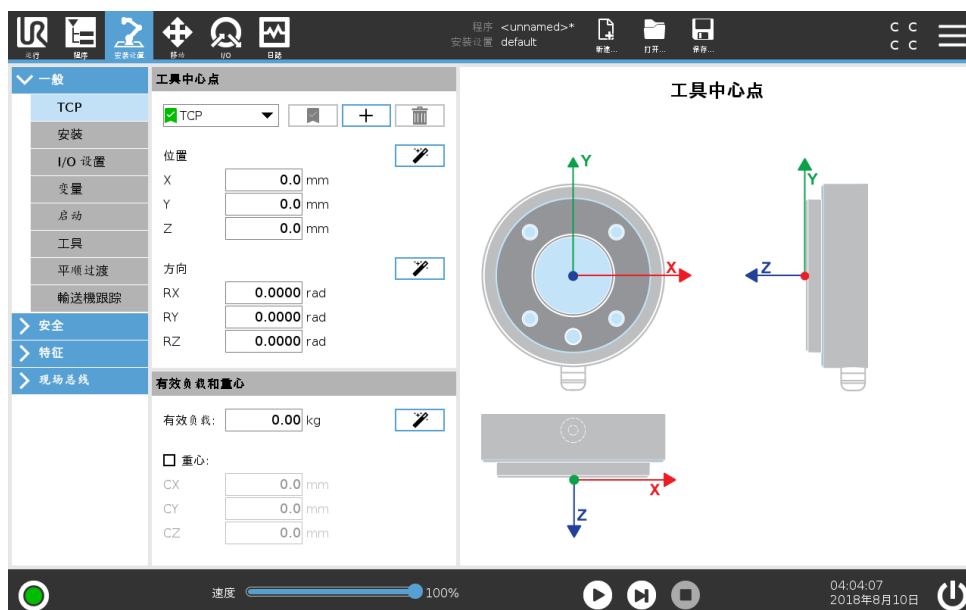 UR
运行
程序
安装设置
移动
I/O
日志
程序 <unnamed>*
安装设置 default
新建...
打开...
保存...
C C
C C
一般
TCP
安装
I/O 设置
变量
启动
工具
平顺过渡
輸送機跟踪
安全
特征
现场总线
工具中心点
TCP
位置
X 0.0 mm
Y 0.0 mm
Z 0.0 mm
方向
RX 0.0000 rad
RY 0.0000 rad
RZ 0.0000 rad
有效负载和重心
有效负载: 0.00 kg
重心:
CX 0.0 mm
CY 0.0 mm
CZ 0.0 mm
工具中心点
Y
X
Y
Z
X
Z
速度 100%
04:04:07
2018年8月10日